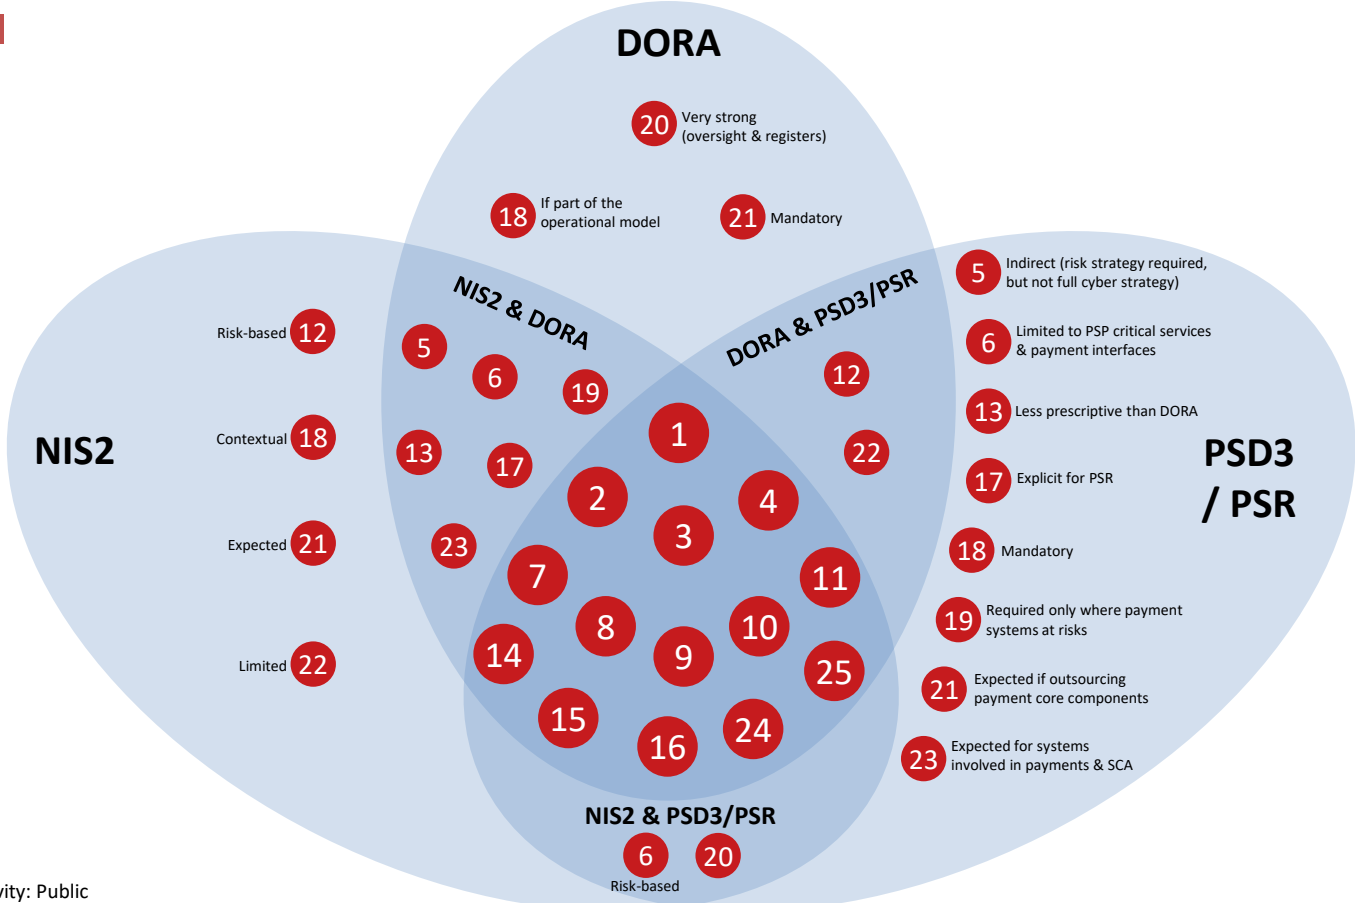 DORA
20
Very strong
(oversight & registers)
18
If part of the
operational model
21
Mandatory
NIS2 & DORA
DORA & PSD3/PSR
5
Indirect (risk strategy required,
but not full cyber strategy)
Risk-based
12
5
6
19
12
6
Limited to PSP critical services
& payment interfaces
13
Less prescriptive than DORA
NIS2
Contextual
18
13
17
1
22
PSD3
/ PSR
17
Explicit for PSR
2
4
3
Expected
21
23
7
11
18
Mandatory
8
10
19
Required only where payment
systems at risks
Limited
22
14
9
25
21
Expected if outsourcing
payment core components
15
16
24
23
Expected for systems
involved in payments & SCA
NIS2 & PSD3/PSR
6
20
Risk-based
vity: Public